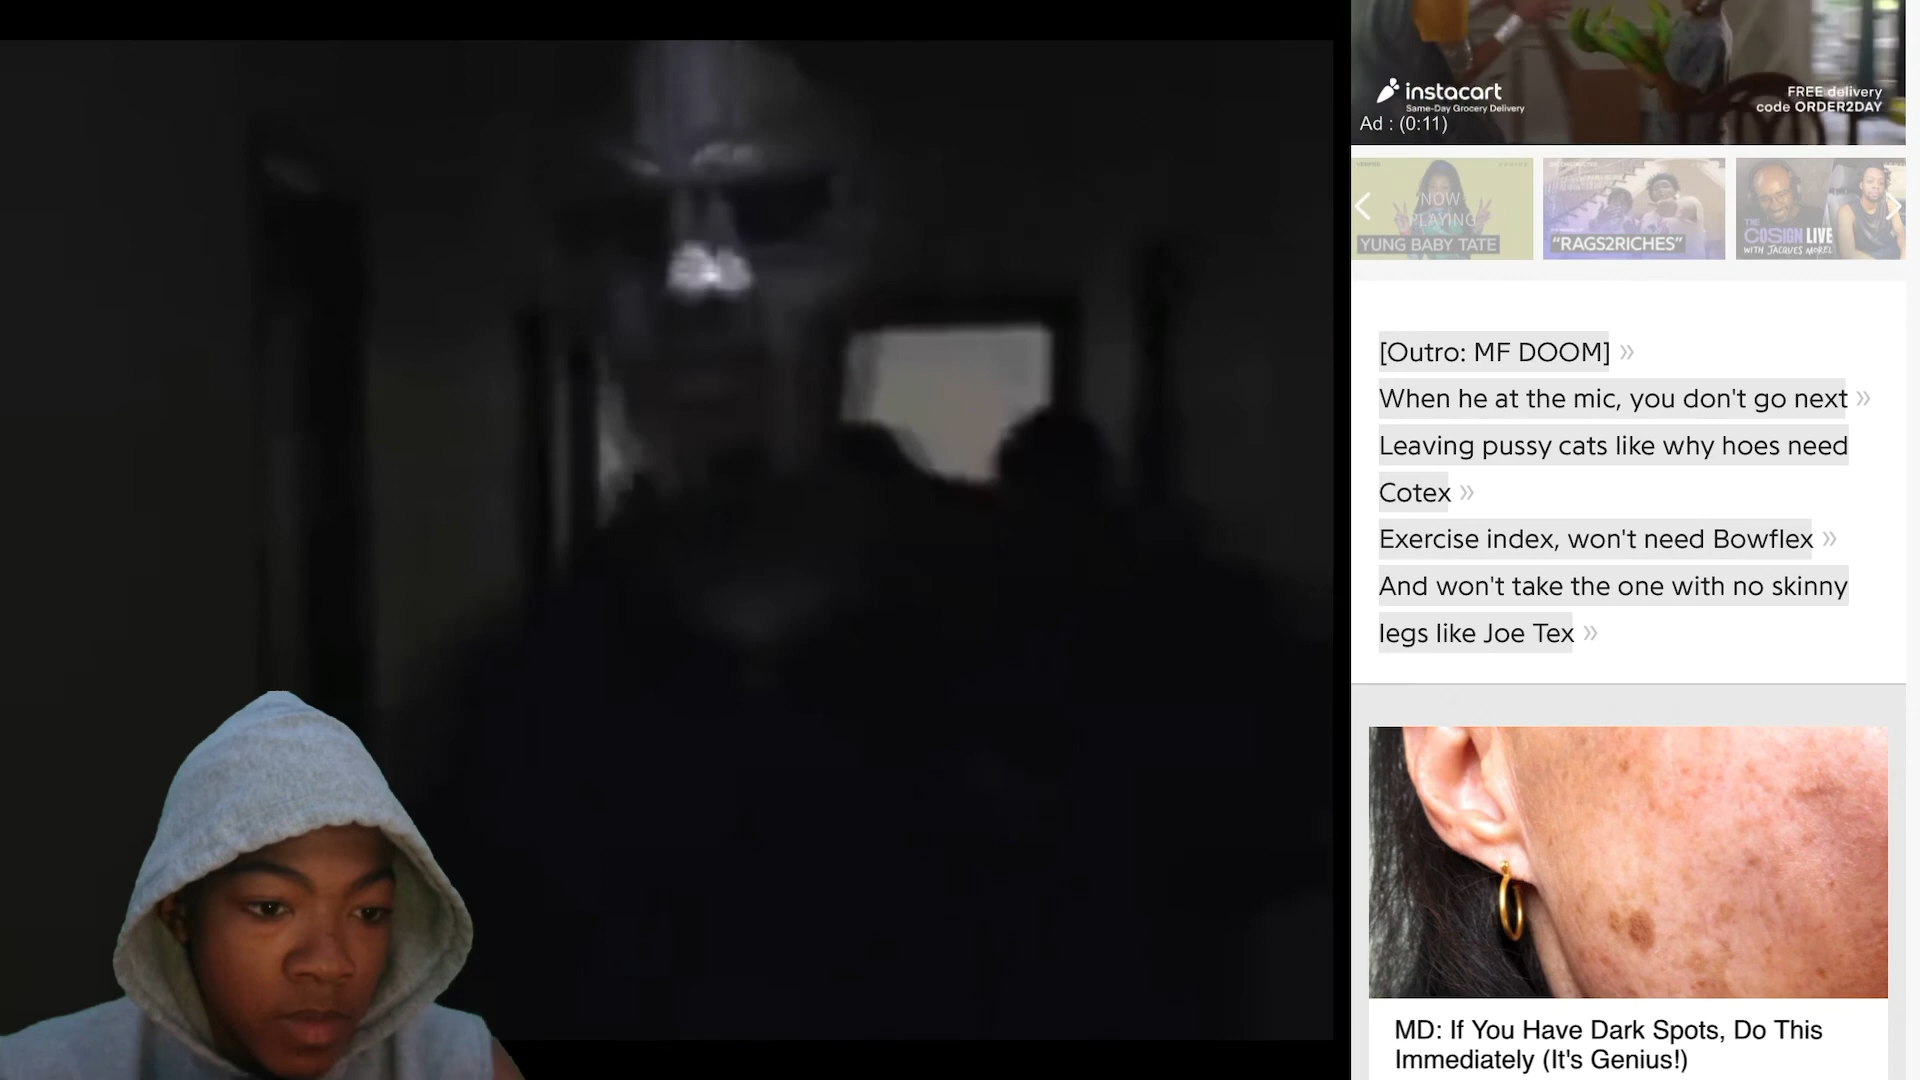 instacart
Same-Day Grocery Delivery
FREE delivery
code ORDER2DAY
Ad : (0:11)
NOW
PLAYING
YUNG BABY TATE
"RAGS2RICHES"
THE
COSIGN LIVE
WITH JACQUES MOREL
[Outro: MF DOOM] »
When he at the mic, you don't go next »
Leaving pussy cats like why hoes need
Cotex »
Exercise index, won't need Bowflex »
And won't take the one with no skinny
legs like Joe Tex »
MD: If You Have Dark Spots, Do This
Immediately (It's Genius!)